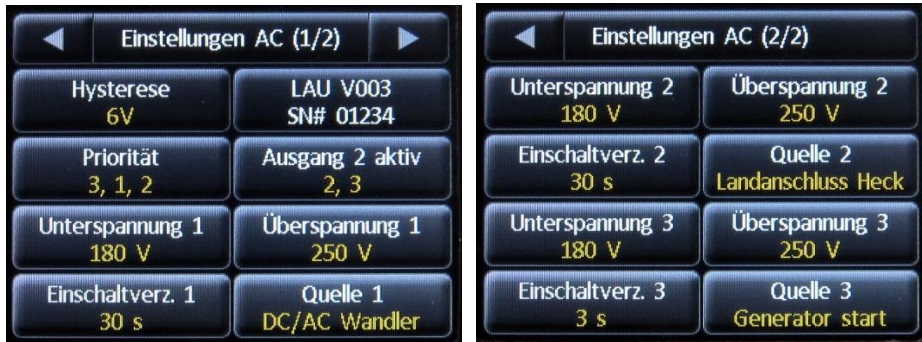 Einstellungen AC (1/2)
Hysterese
6V
LAU V003
SN# 01234
Priorität
3, 1, 2
Ausgang 2 aktiv
2, 3
Unterspannung 1
180 V
Überspannung 1
250 V
Einschaltverz. 1
30 s
Quelle 1
DC/AC Wandler
Einstellungen AC (2/2)
Unterspannung 2
180 V
Überspannung 2
250 V
Einschaltverz. 2
30 s
Quelle 2
Landanschluss Heck
Unterspannung 3
180 V
Überspannung 3
250 V
Einschaltverz. 3
3 s
Quelle 3
Generator start